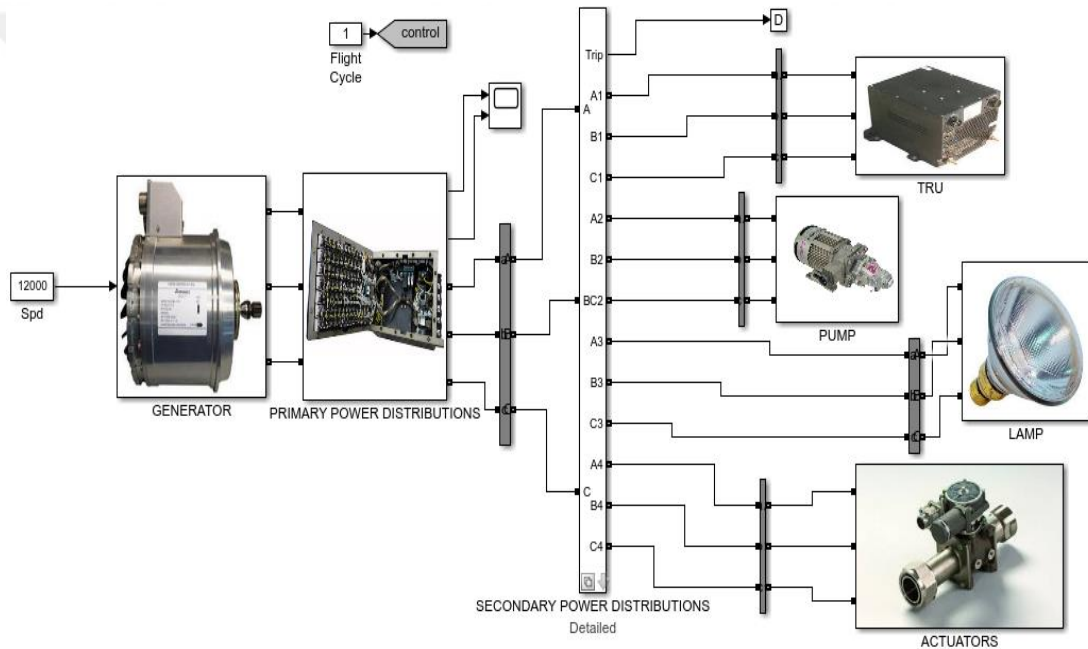 1
control
Flight
Cycle
D
Trip
A1
A
B1
C1
TRU
A2
B2
BC2
PUMP
12000
Spd
GENERATOR
PRIMARY POWER DISTRIBUTIONS
A3
B3
C3
LAMP
A4
C
B4
C4
SECONDARY POWER DISTRIBUTIONS
Detailed
ACTUATORS